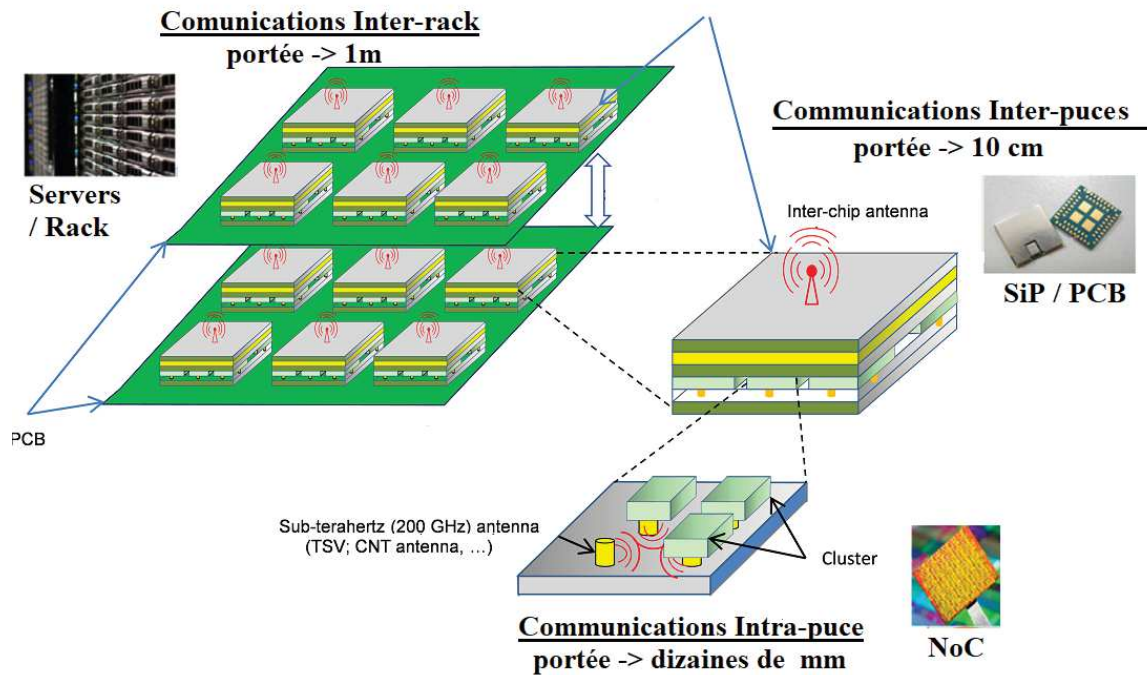 Comunications Inter-rack
portée -> 1m
Servers
/ Rack
PCB
Communications Inter-puces
portée -> 10 cm
Inter-chip antenna
SiP / PCB
Sub-terahertz (200 GHz) antenna
(TSV; CNT antenna, ...)
Cluster
Communications Intra-puce
portée -> dizaines de mm
NoC